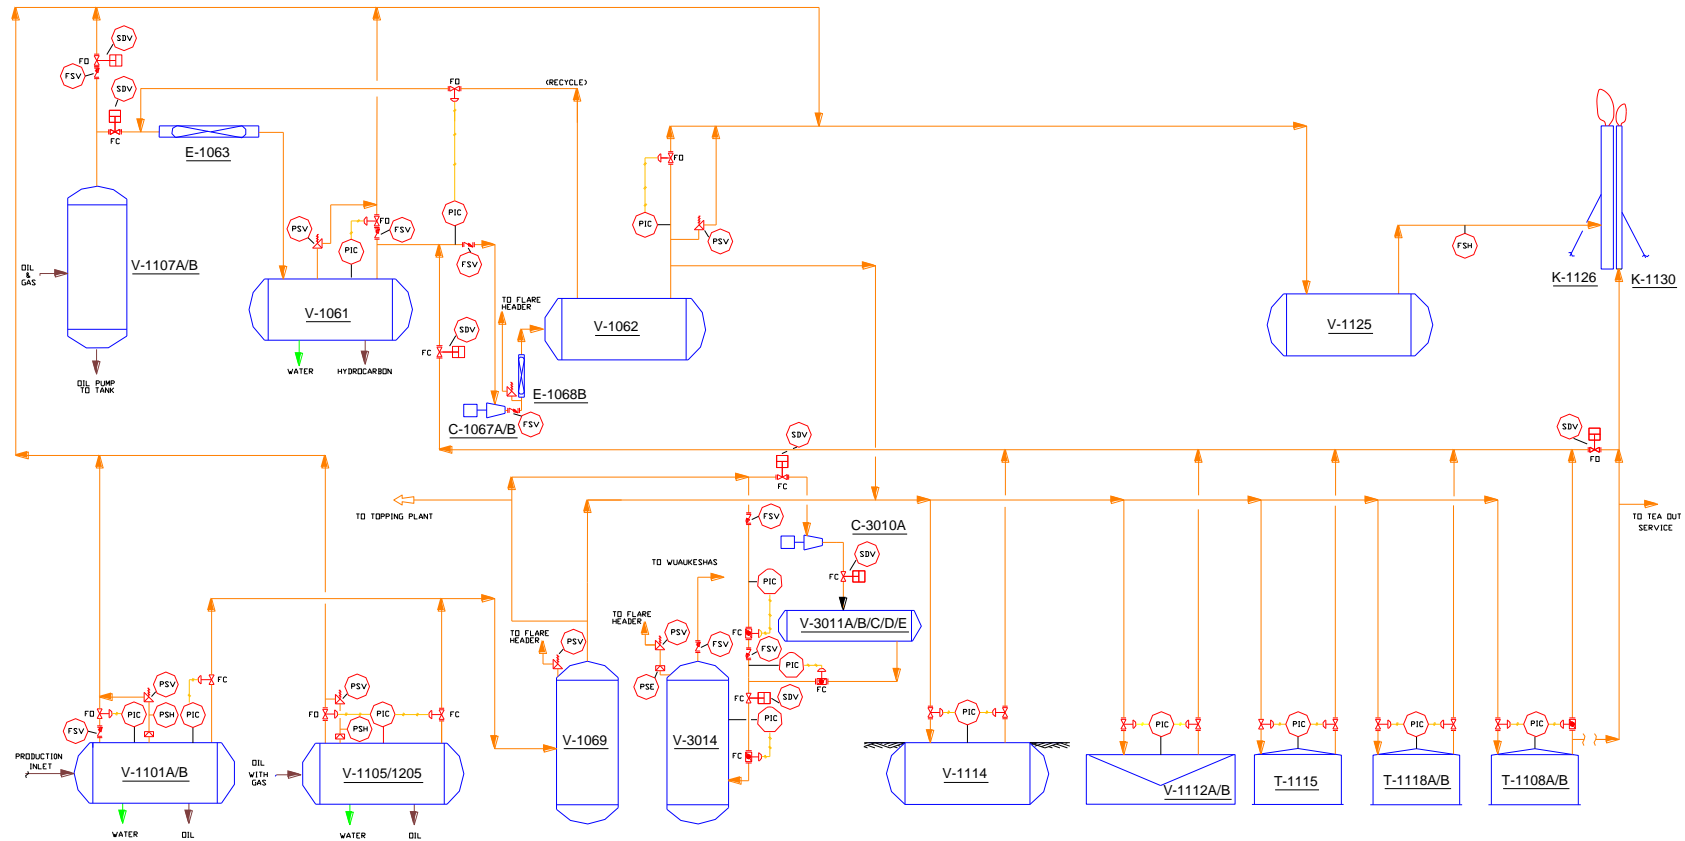 SDV
FO
FSV
SDV
FC
E-1063
FO
(RECYCLE)
FO
PIC
PSV
PSV
PIC
FO
FSV
PIC
FSV
FSH
K-1126
K-1130
OIL
&
GAS
V-1107A/B
V-1061
TO FLARE
HEADER
V-1062
V-1125
OIL PUMP
TO TANK
WATER
HYDROCARBON
FC
SDV
E-1068B
C-1067A/B
FSV
SDV
FC
SDV
FO
TO TOPPING PLANT
FSV
C-3010A
TO TEA OUT
SERVICE
TO WUAUKESHAS
PIC
FC
SDV
V-3011A/B/C/D/E
TO FLARE
HEADER
PSV
TO FLARE
HEADER
PSV
FSV
PSE
FC
FSV
PIC
FC
FC
SDV
PIC
FC
FC
PSV
FO
PIC
PSH
PIC
FSV
PSV
FO
PSH
PIC
FC
PRODUCTION
INLET
V-1101A/B
WATER
OIL
OIL
WITH
GAS
V-1105/1205
WATER
OIL
V-1069
V-3014
PIC
V-1114
PIC
V-1112A/B
PIC
T-1115
PIC
T-1118A/B
PIC
T-1108A/B